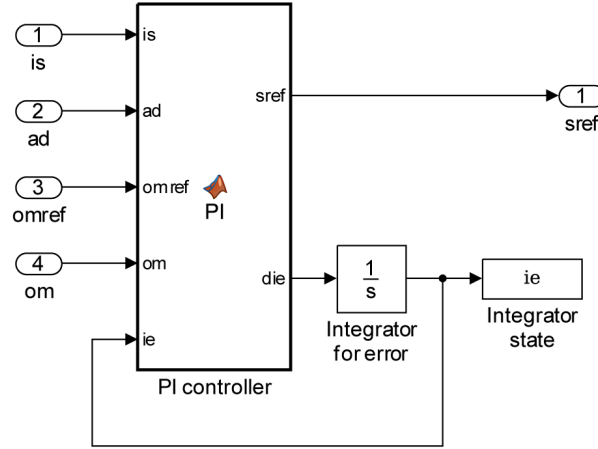 1
is
is
2
ad
ad
3
omref
omref
4
om
om
ie
PI
sref
die
PI controller
1
s
Integrator
for error
ie
Integrator
state
1
sref